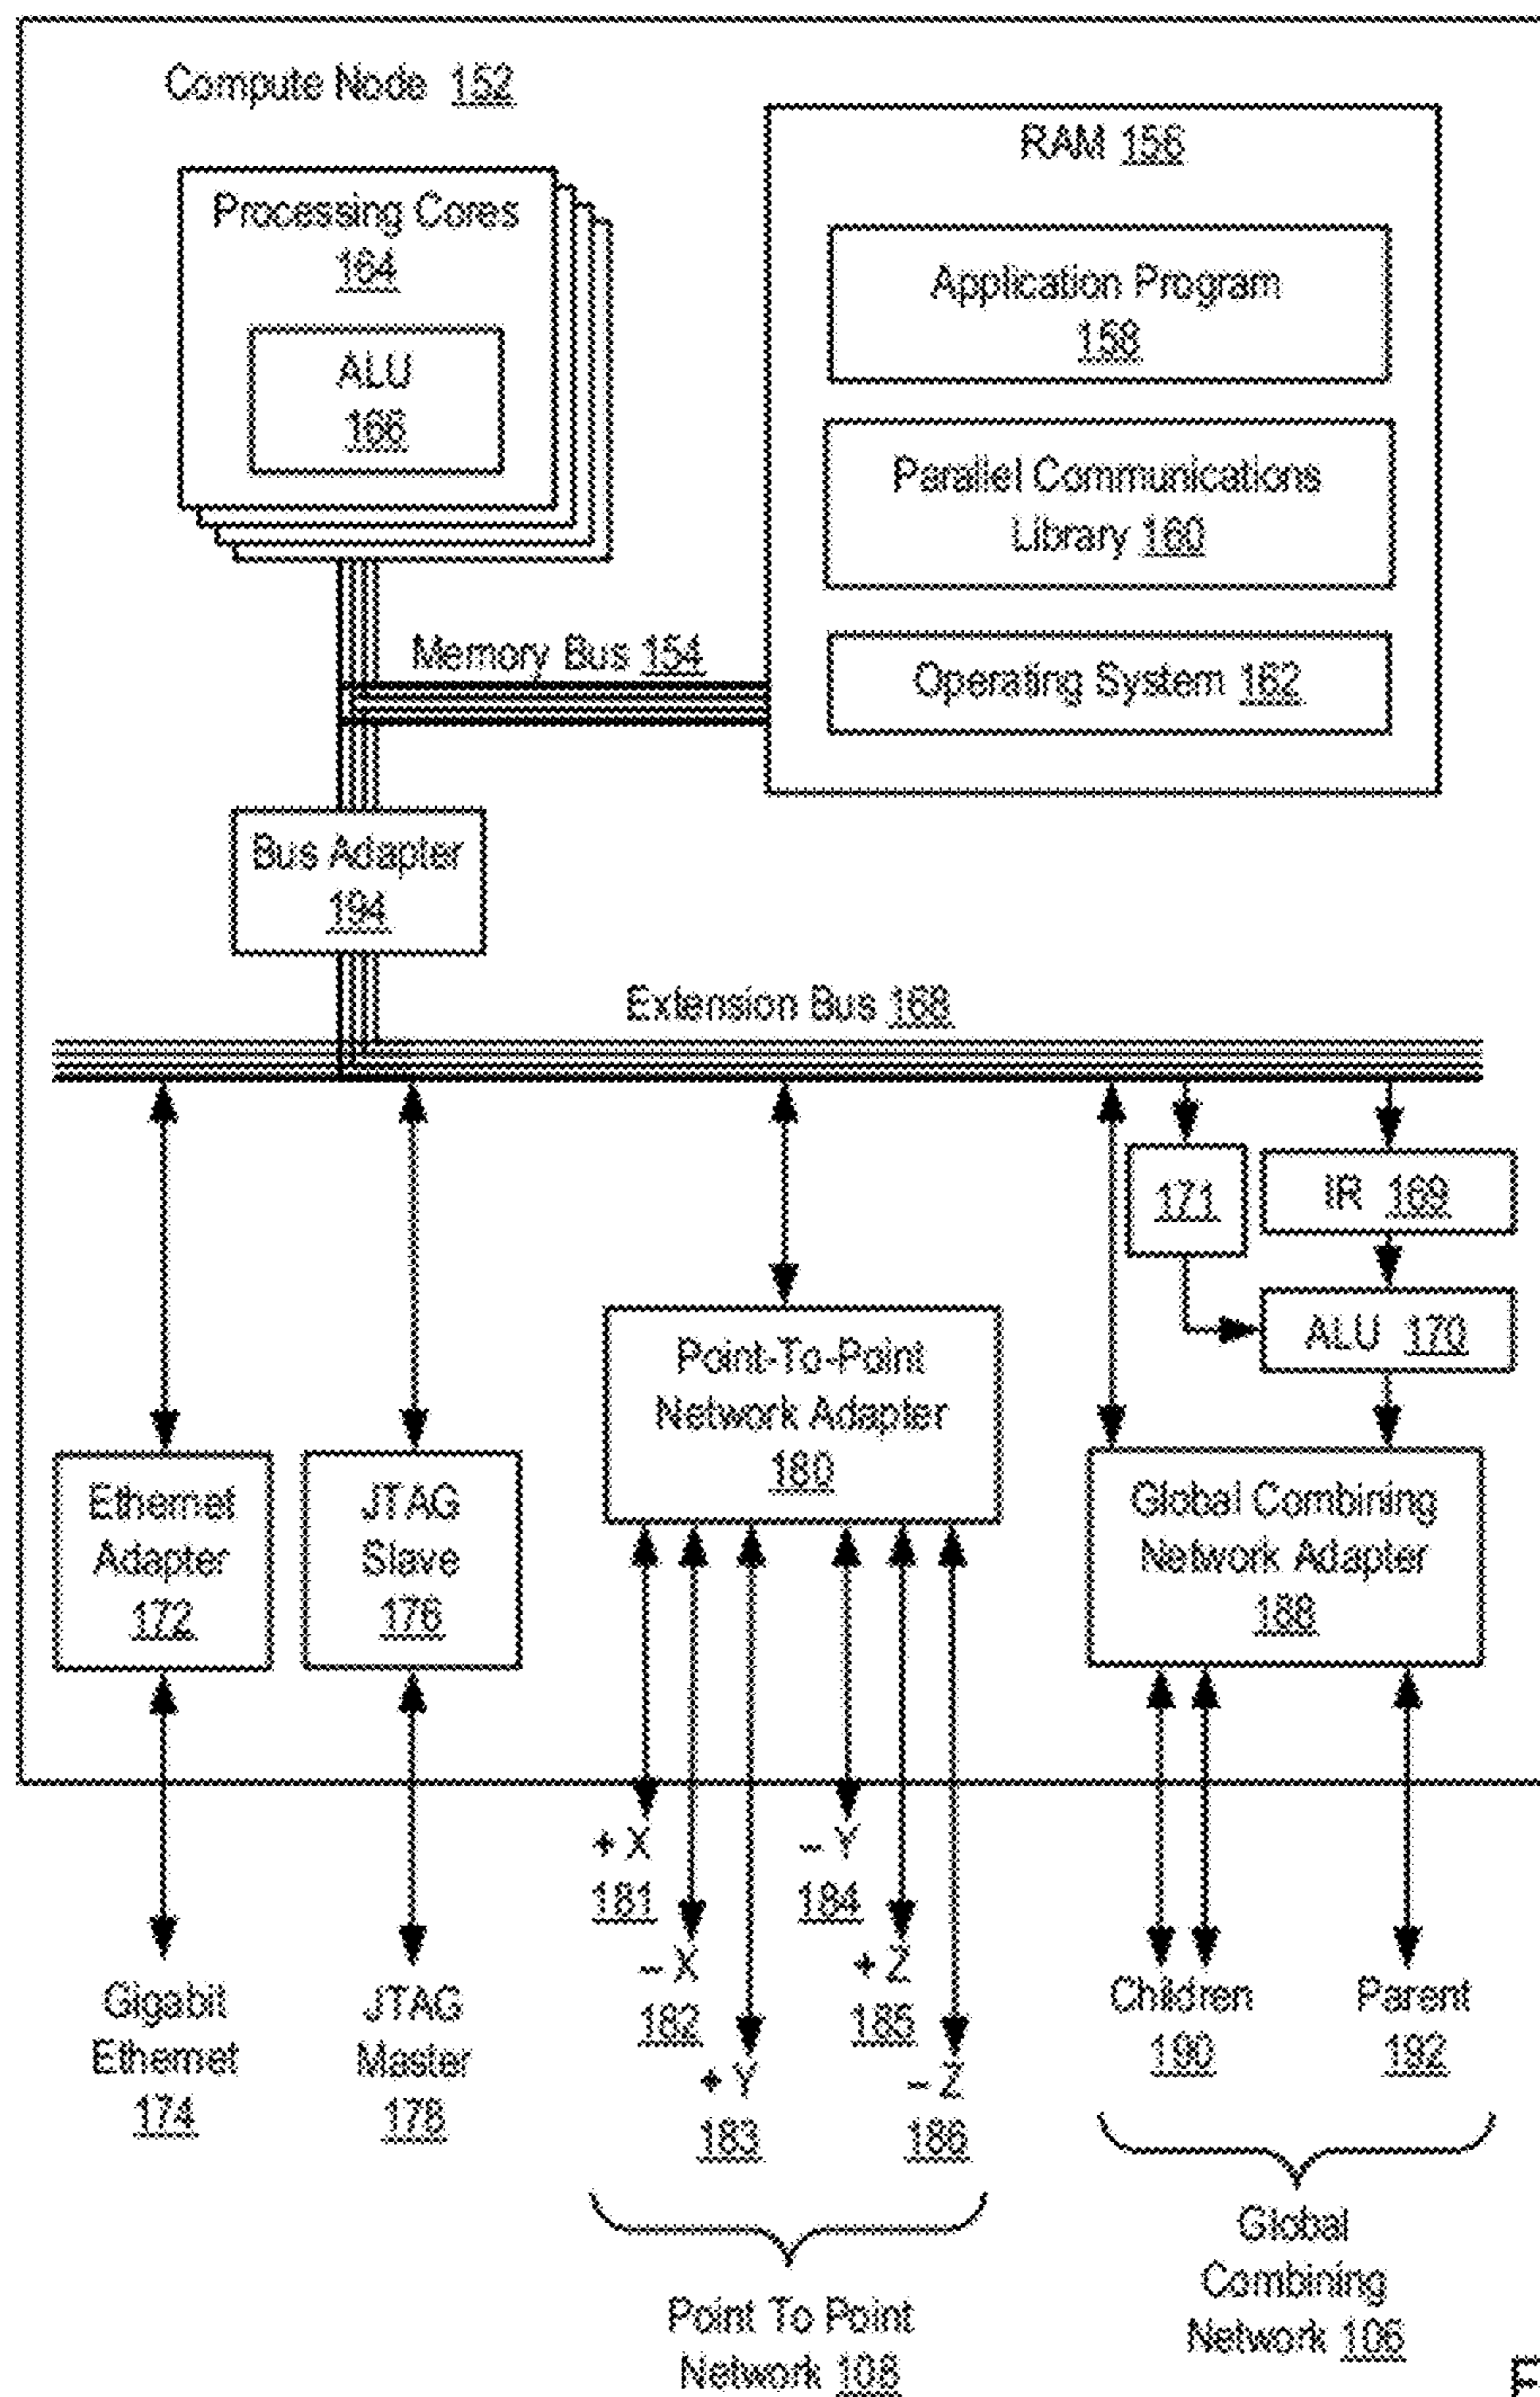 Compute Node 152
RAM 156
Processing Cores
164
ALU
166
Application Program
158
Parallel Communications
Library 160
Operating System 162
Memory Bus 154
Bus Adapter
194
Extension Bus 168
171
IR 169
ALU 170
Point-To-Point
Network Adapter
180
Ethernet
Adapter
172
JTAG
Slave
176
Global Combining
Network Adapter
188
+ X
181
– X
182
+ Y
183
– Y
184
+ Z
185
– Z
186
Gigabit
Ethernet
174
JTAG
Master
178
Children
190
Parent
192
Point To Point
Network 108
Global
Combining
Network 106